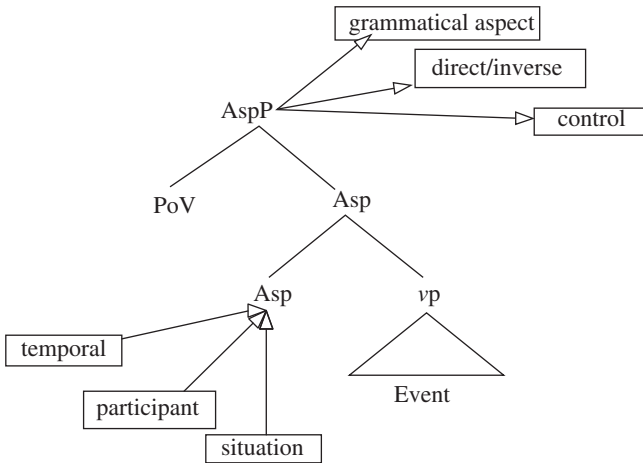 grammatical aspect
direct/inverse
AspP
control
PoV
Asp
Asp
vp
temporal
Event
participant
situation